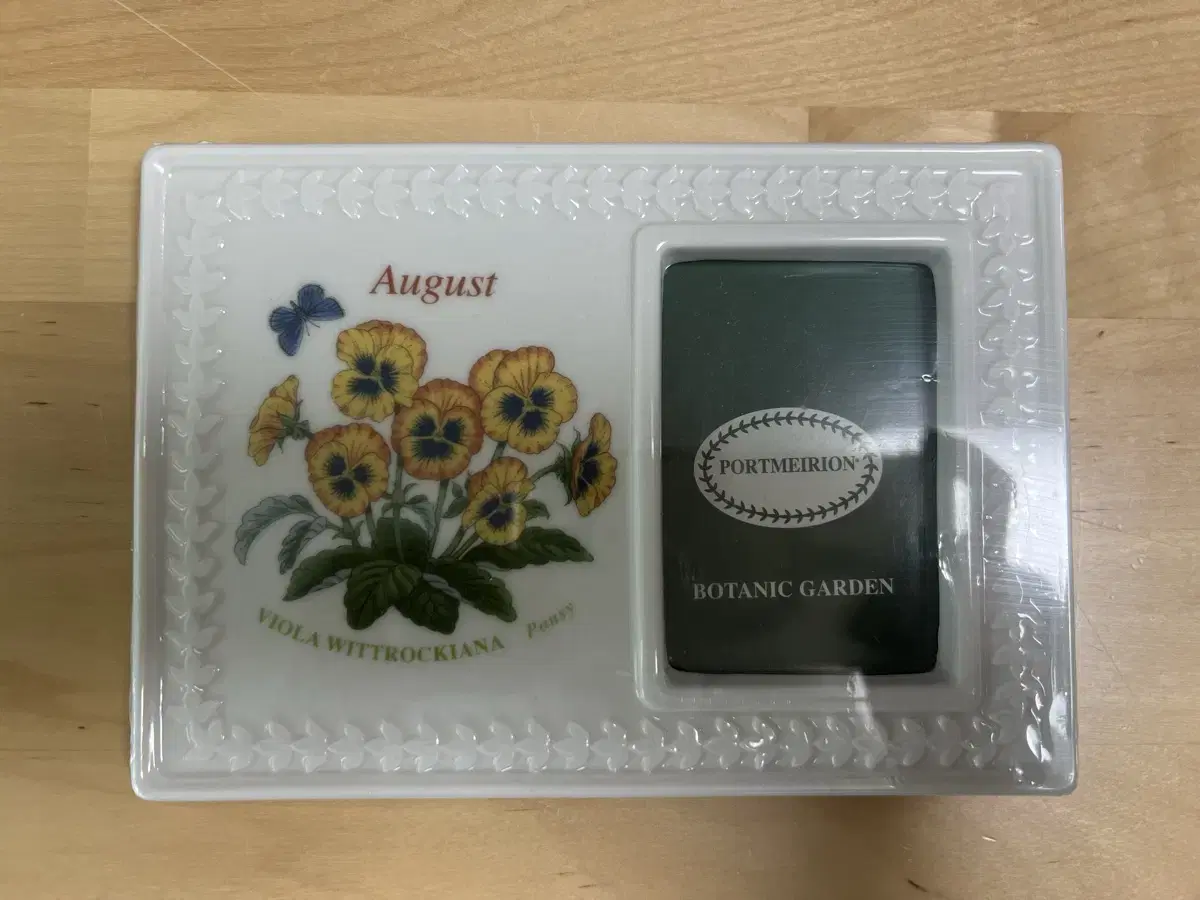 August
VIOLA WITTROCKIANA Pansy
PORTMEIRION
BOTANIC GARDEN